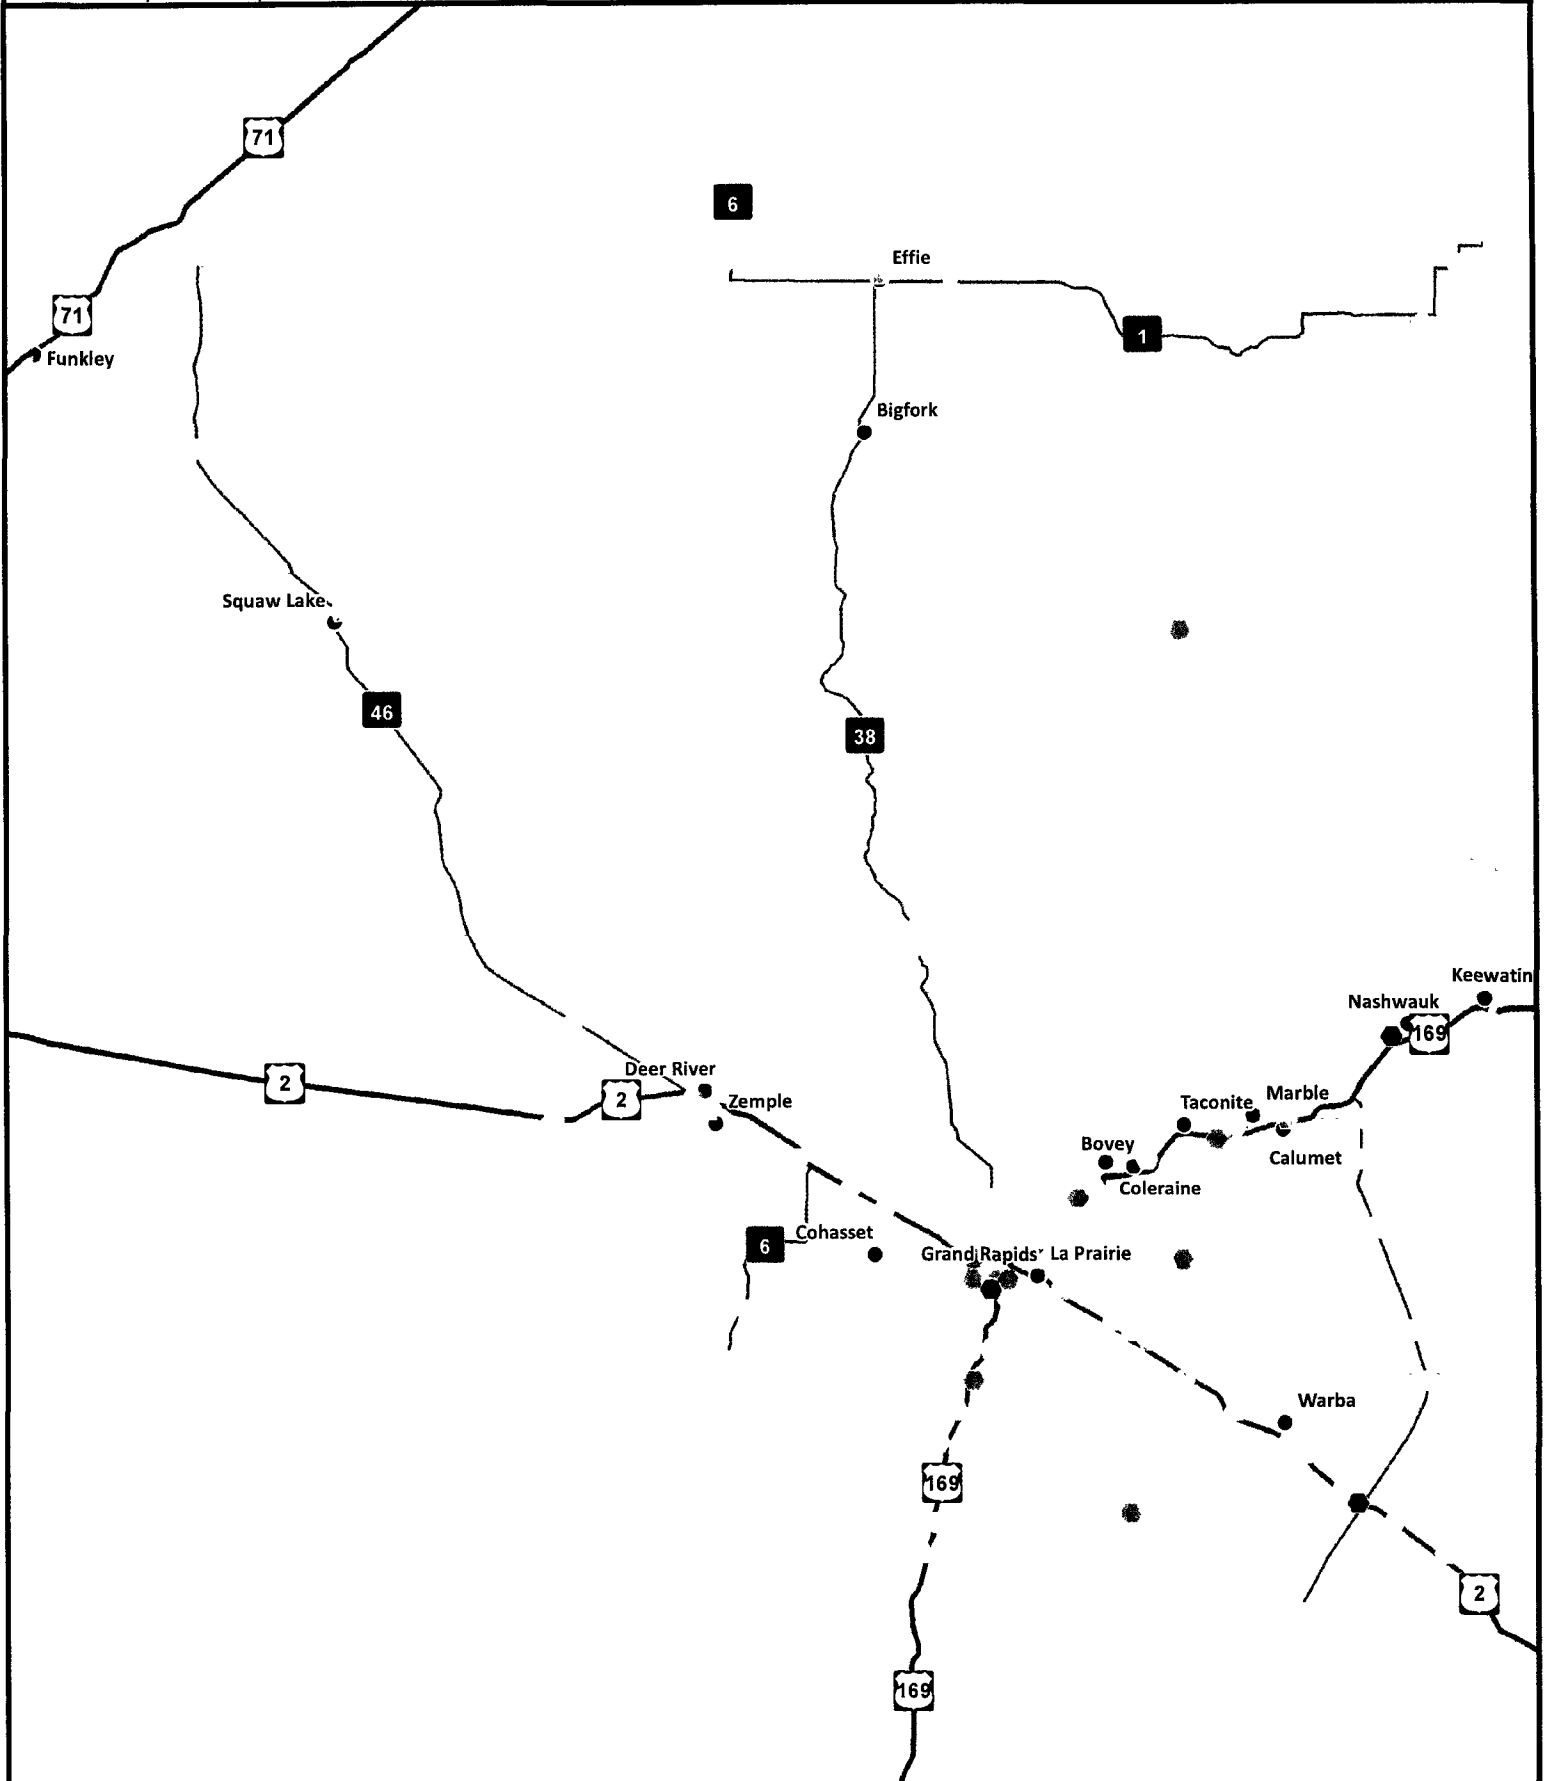 71
6
Effie
71
1
Funkley
Bigfork
Squaw Lake
46
38
Keewatin
Nashwauk
169
Deer River
2
2
Zemple
Marble
Taconite
Bovey
Calumet
Coleraine
Cohasset
6
Grand Rapids
La Prairie
Warba
169
2
169